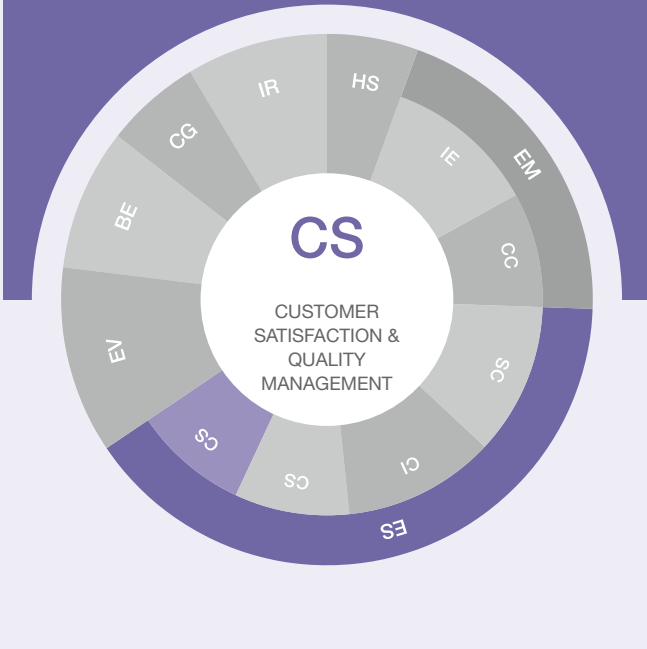 IR
HS
CG
IE
EM
BE
CC
CS
CUSTOMER
SATISFACTION &
QUALITY
MANAGEMENT
EV
SC
CS
CS
CI
ES